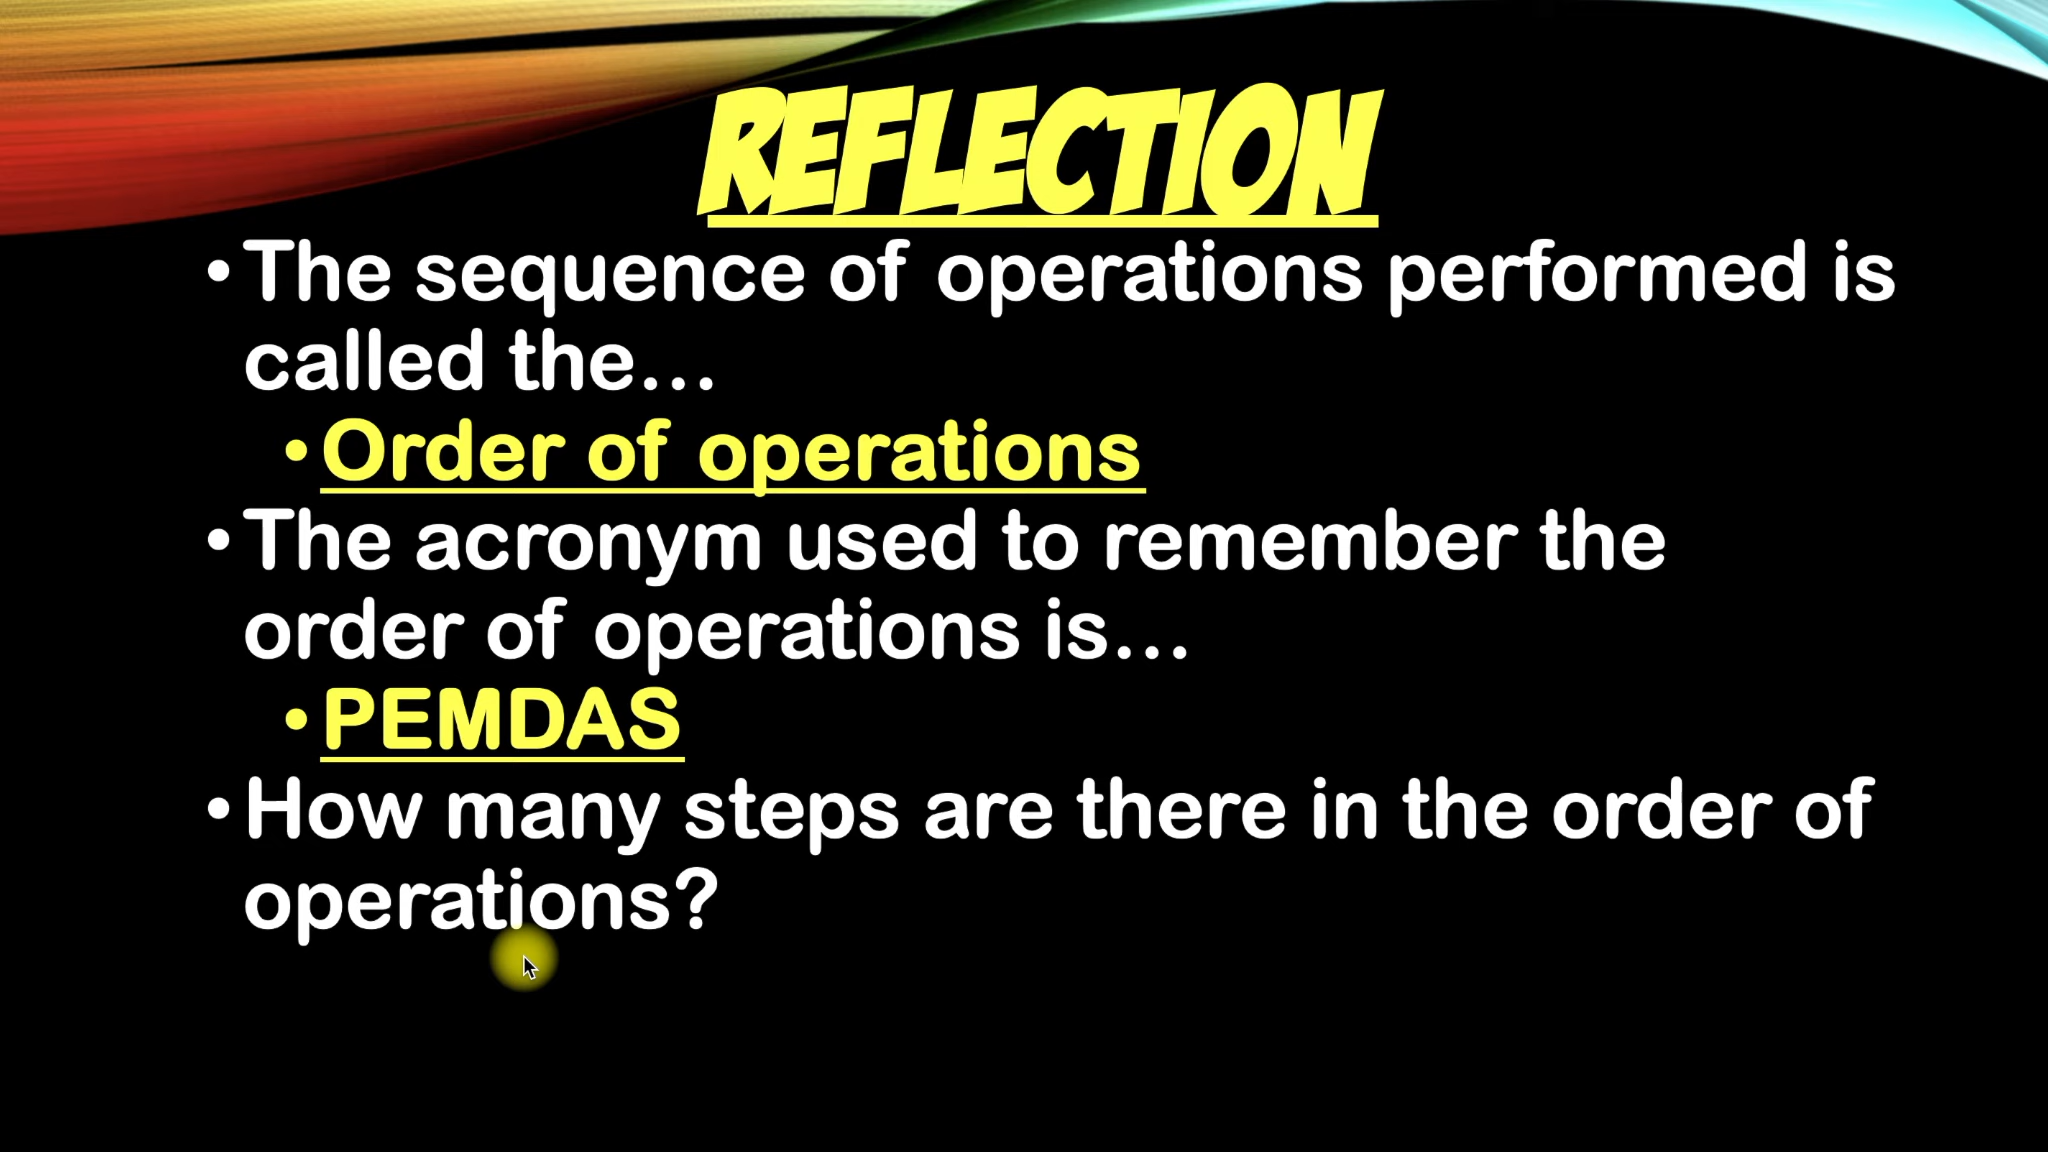 REFLECTION
•The sequence of operations performed is
called the...
•Order of operations
•The acronym used to remember the
order of operations is...
•PEMDAS
•How many steps are there in the order of
operations?